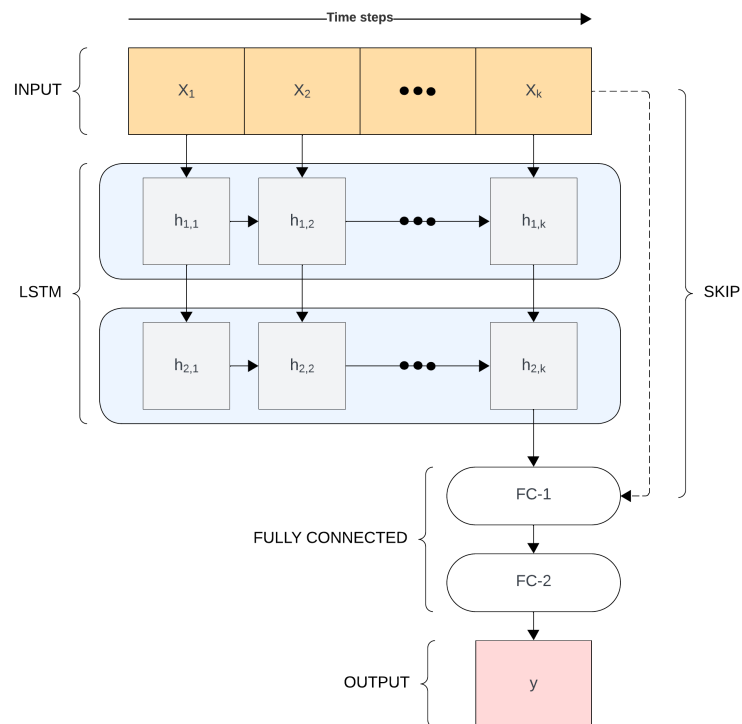 Time steps
INPUT
X1 X2 Xk
h1,1 h1,2 h1,k
LSTM
SKIP
h2,1 h2,2 h2,k
FC-1
FULLY CONNECTED
FC-2
OUTPUT
y